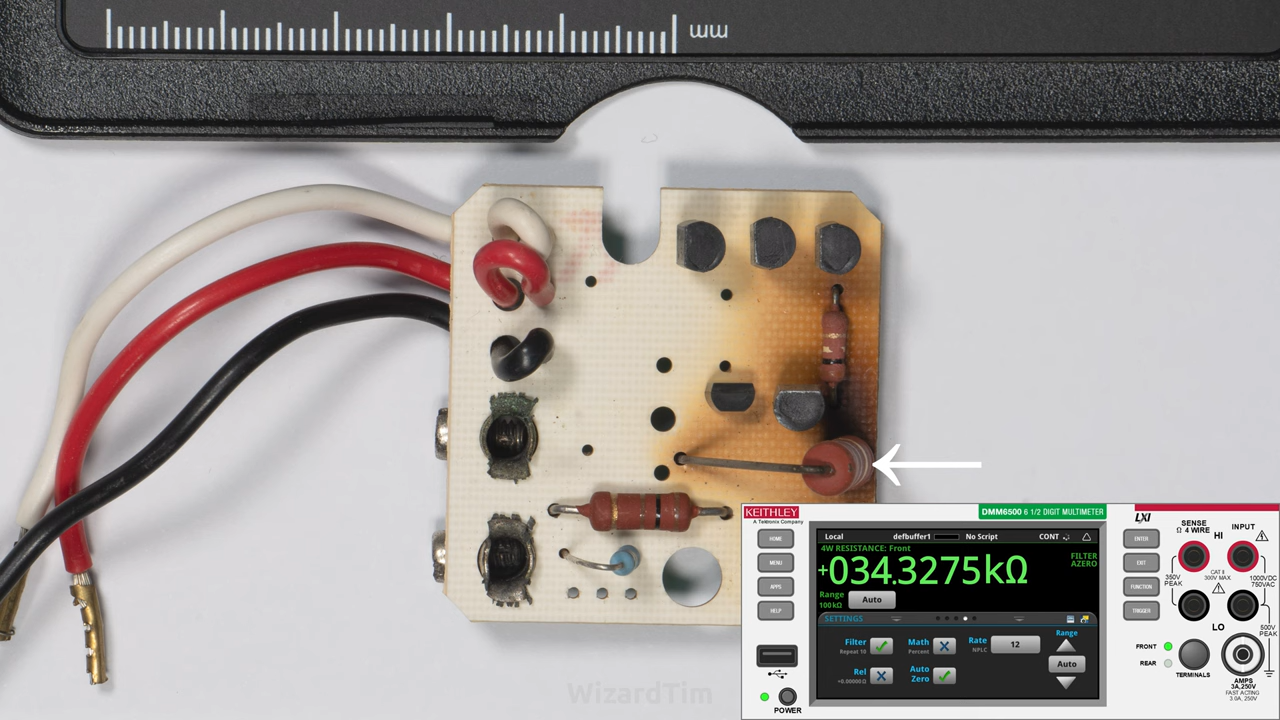 mm
KEITHLEY
A Tektronix Company
DMM6500 6 1/2 DIGIT MULTIMETER
LXI
HOME
MENU
APPS
HELP
POWER
Local
defbuffer1
No Script
CONT
4W RESISTANCE: Front
+034.3275kΩ
FILTER
AZERO
Range
100kΩ
Auto
SETTINGS
Filter
Repeat 10
Math
Percent
Rate
NPLC
12
Range
Auto
Rel
+0.00000Ω
Auto
Zero
ENTER
EXIT
FUNCTION
TRIGGER
SENSE
Ω 4 WIRE
INPUT
HI
350V
PEAK
CAT II
300V MAX
1000VDC
750VAC
LO
500V
PEAK
FRONT
REAR
TERMINALS
AMPS
3A,250V
FAST ACTING
3.0A, 250V
WizardTim